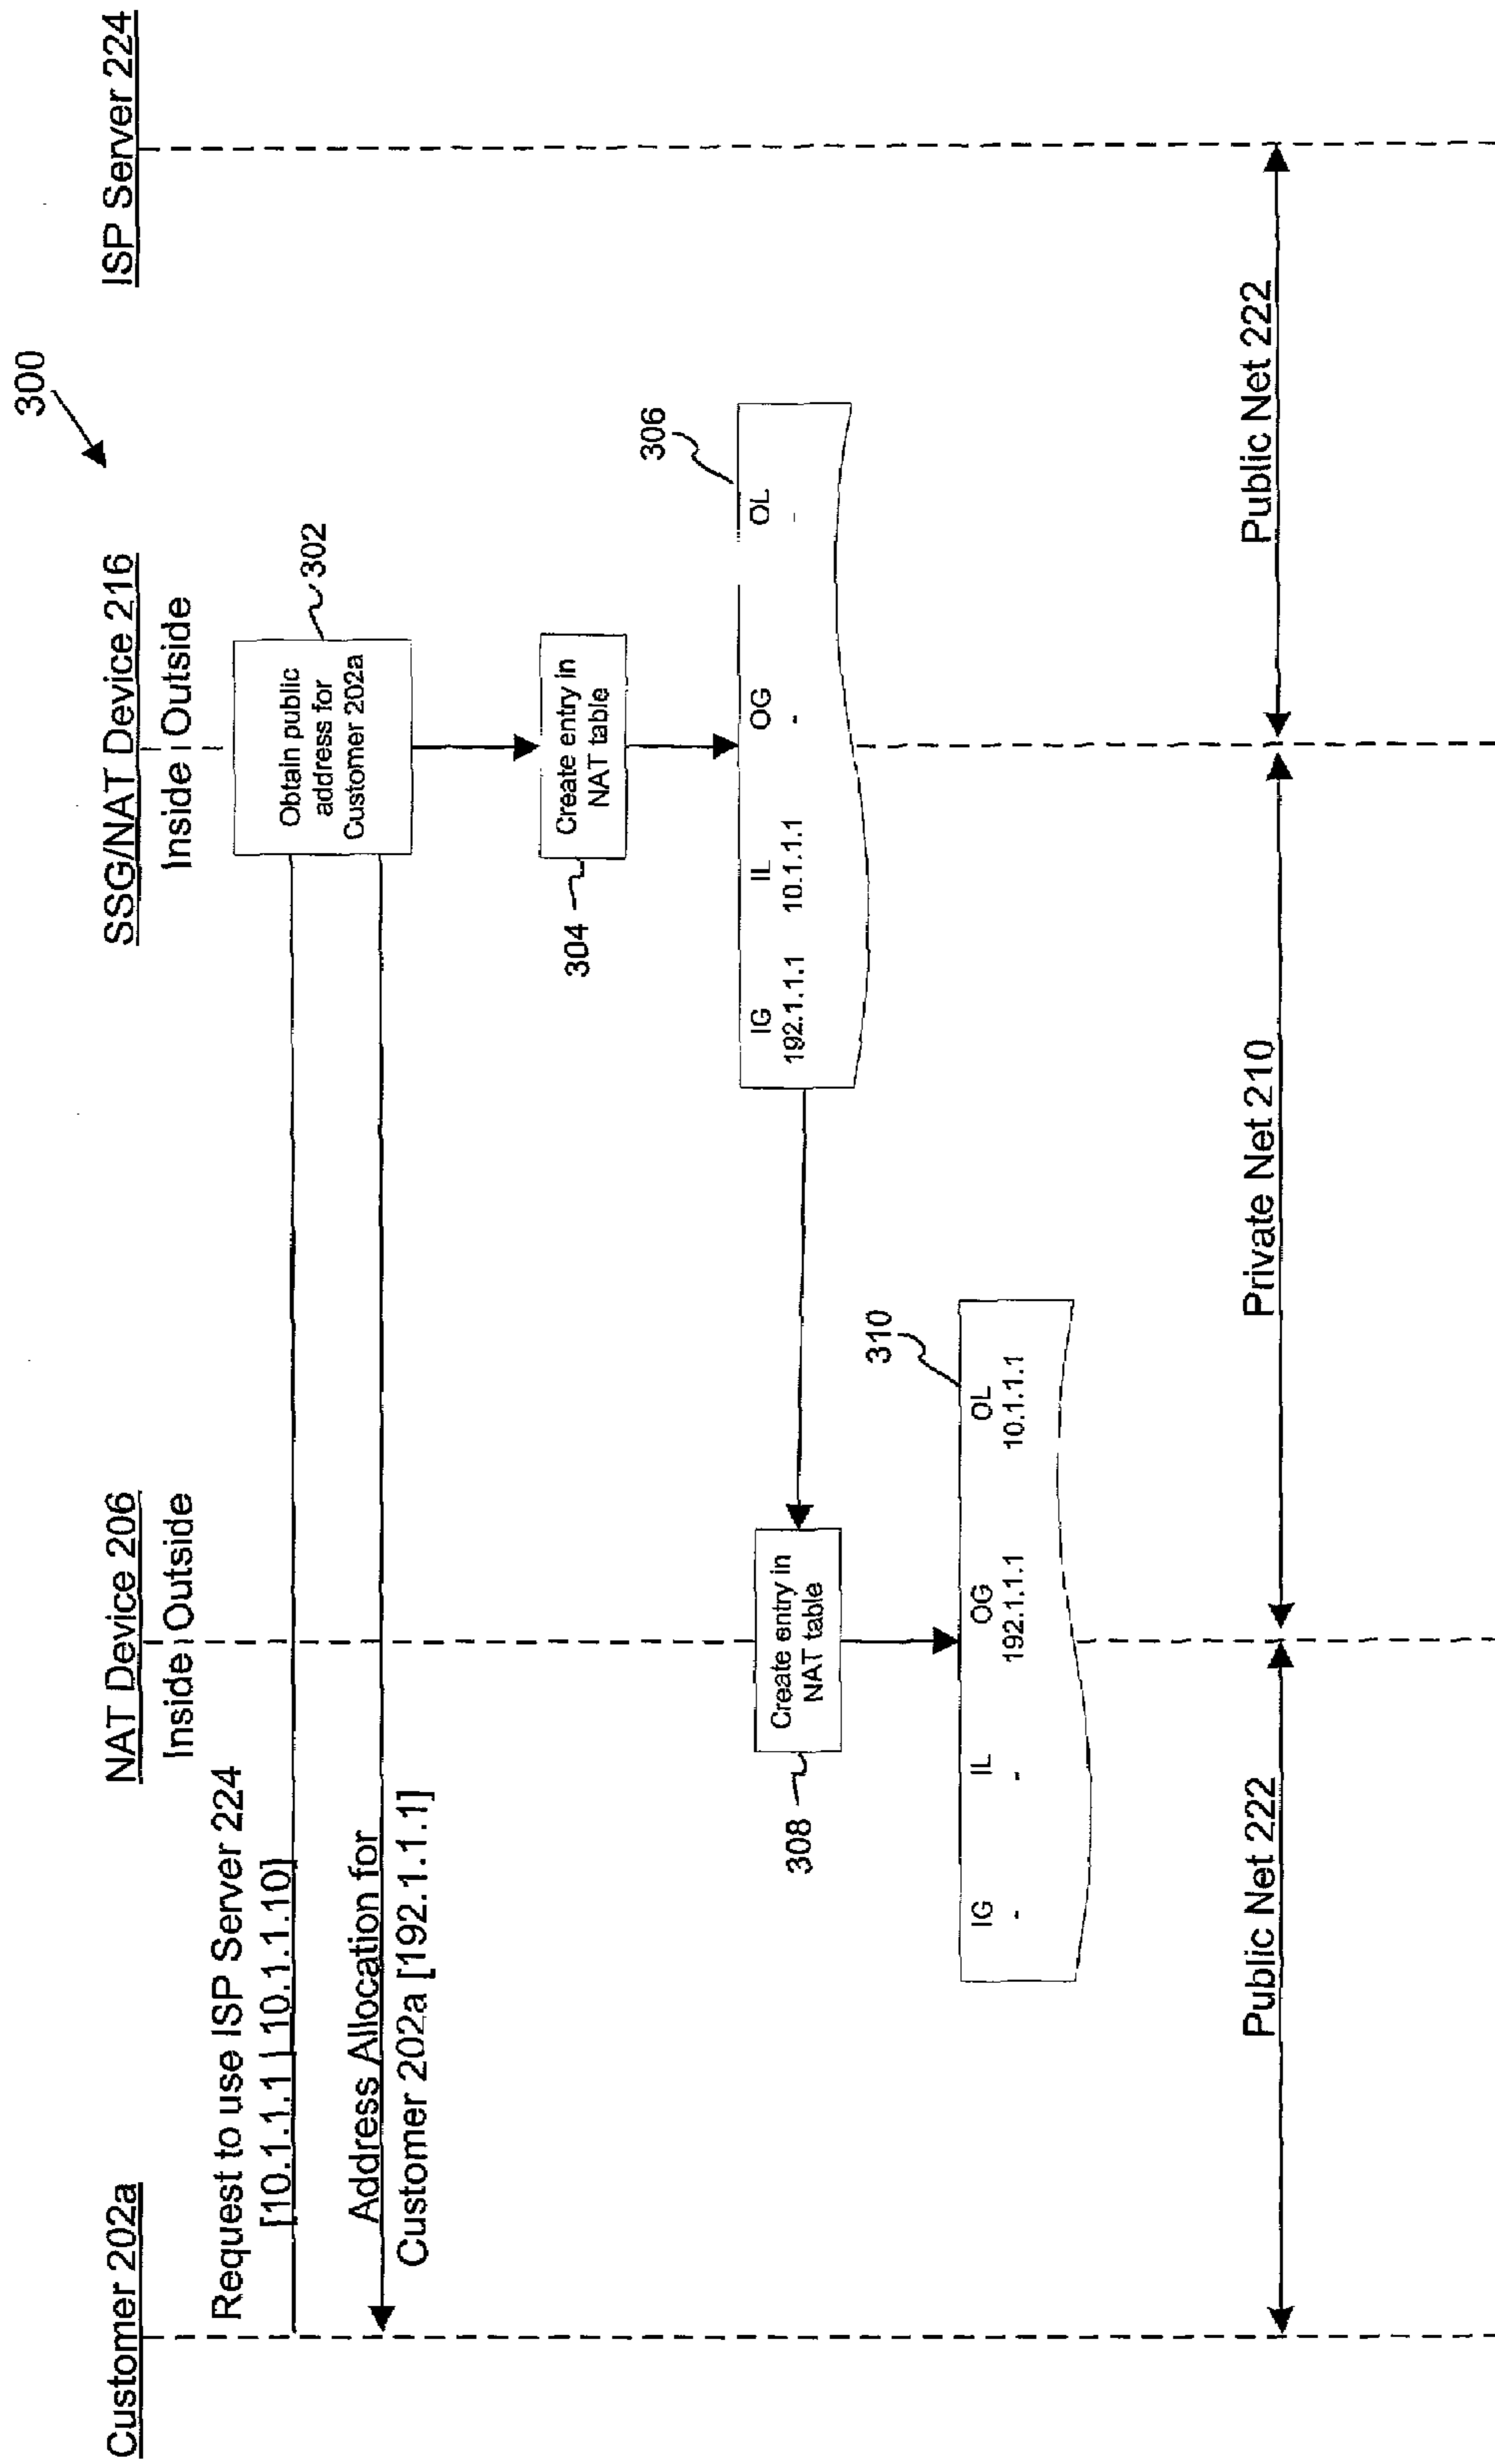 300
Customer 202a
NAT Device 206
Inside Outside
SSG/NAT Device 216
Inside Outside
ISP Server 224
Request to use ISP Server 224
[10.1.1.1 | 10.1.1.10]
Address Allocation for
Customer 202a [192.1.1.1]
Obtain public
address for
Customer 202a
302
Create entry in
NAT table
304
306
IG IL OG OL
192.1.1.1 10.1.1.1 - -
Create entry in
NAT table
308
310
IG IL OG OL
- - 192.1.1.1 10.1.1.1
Public Net 222
Private Net 210
Public Net 222